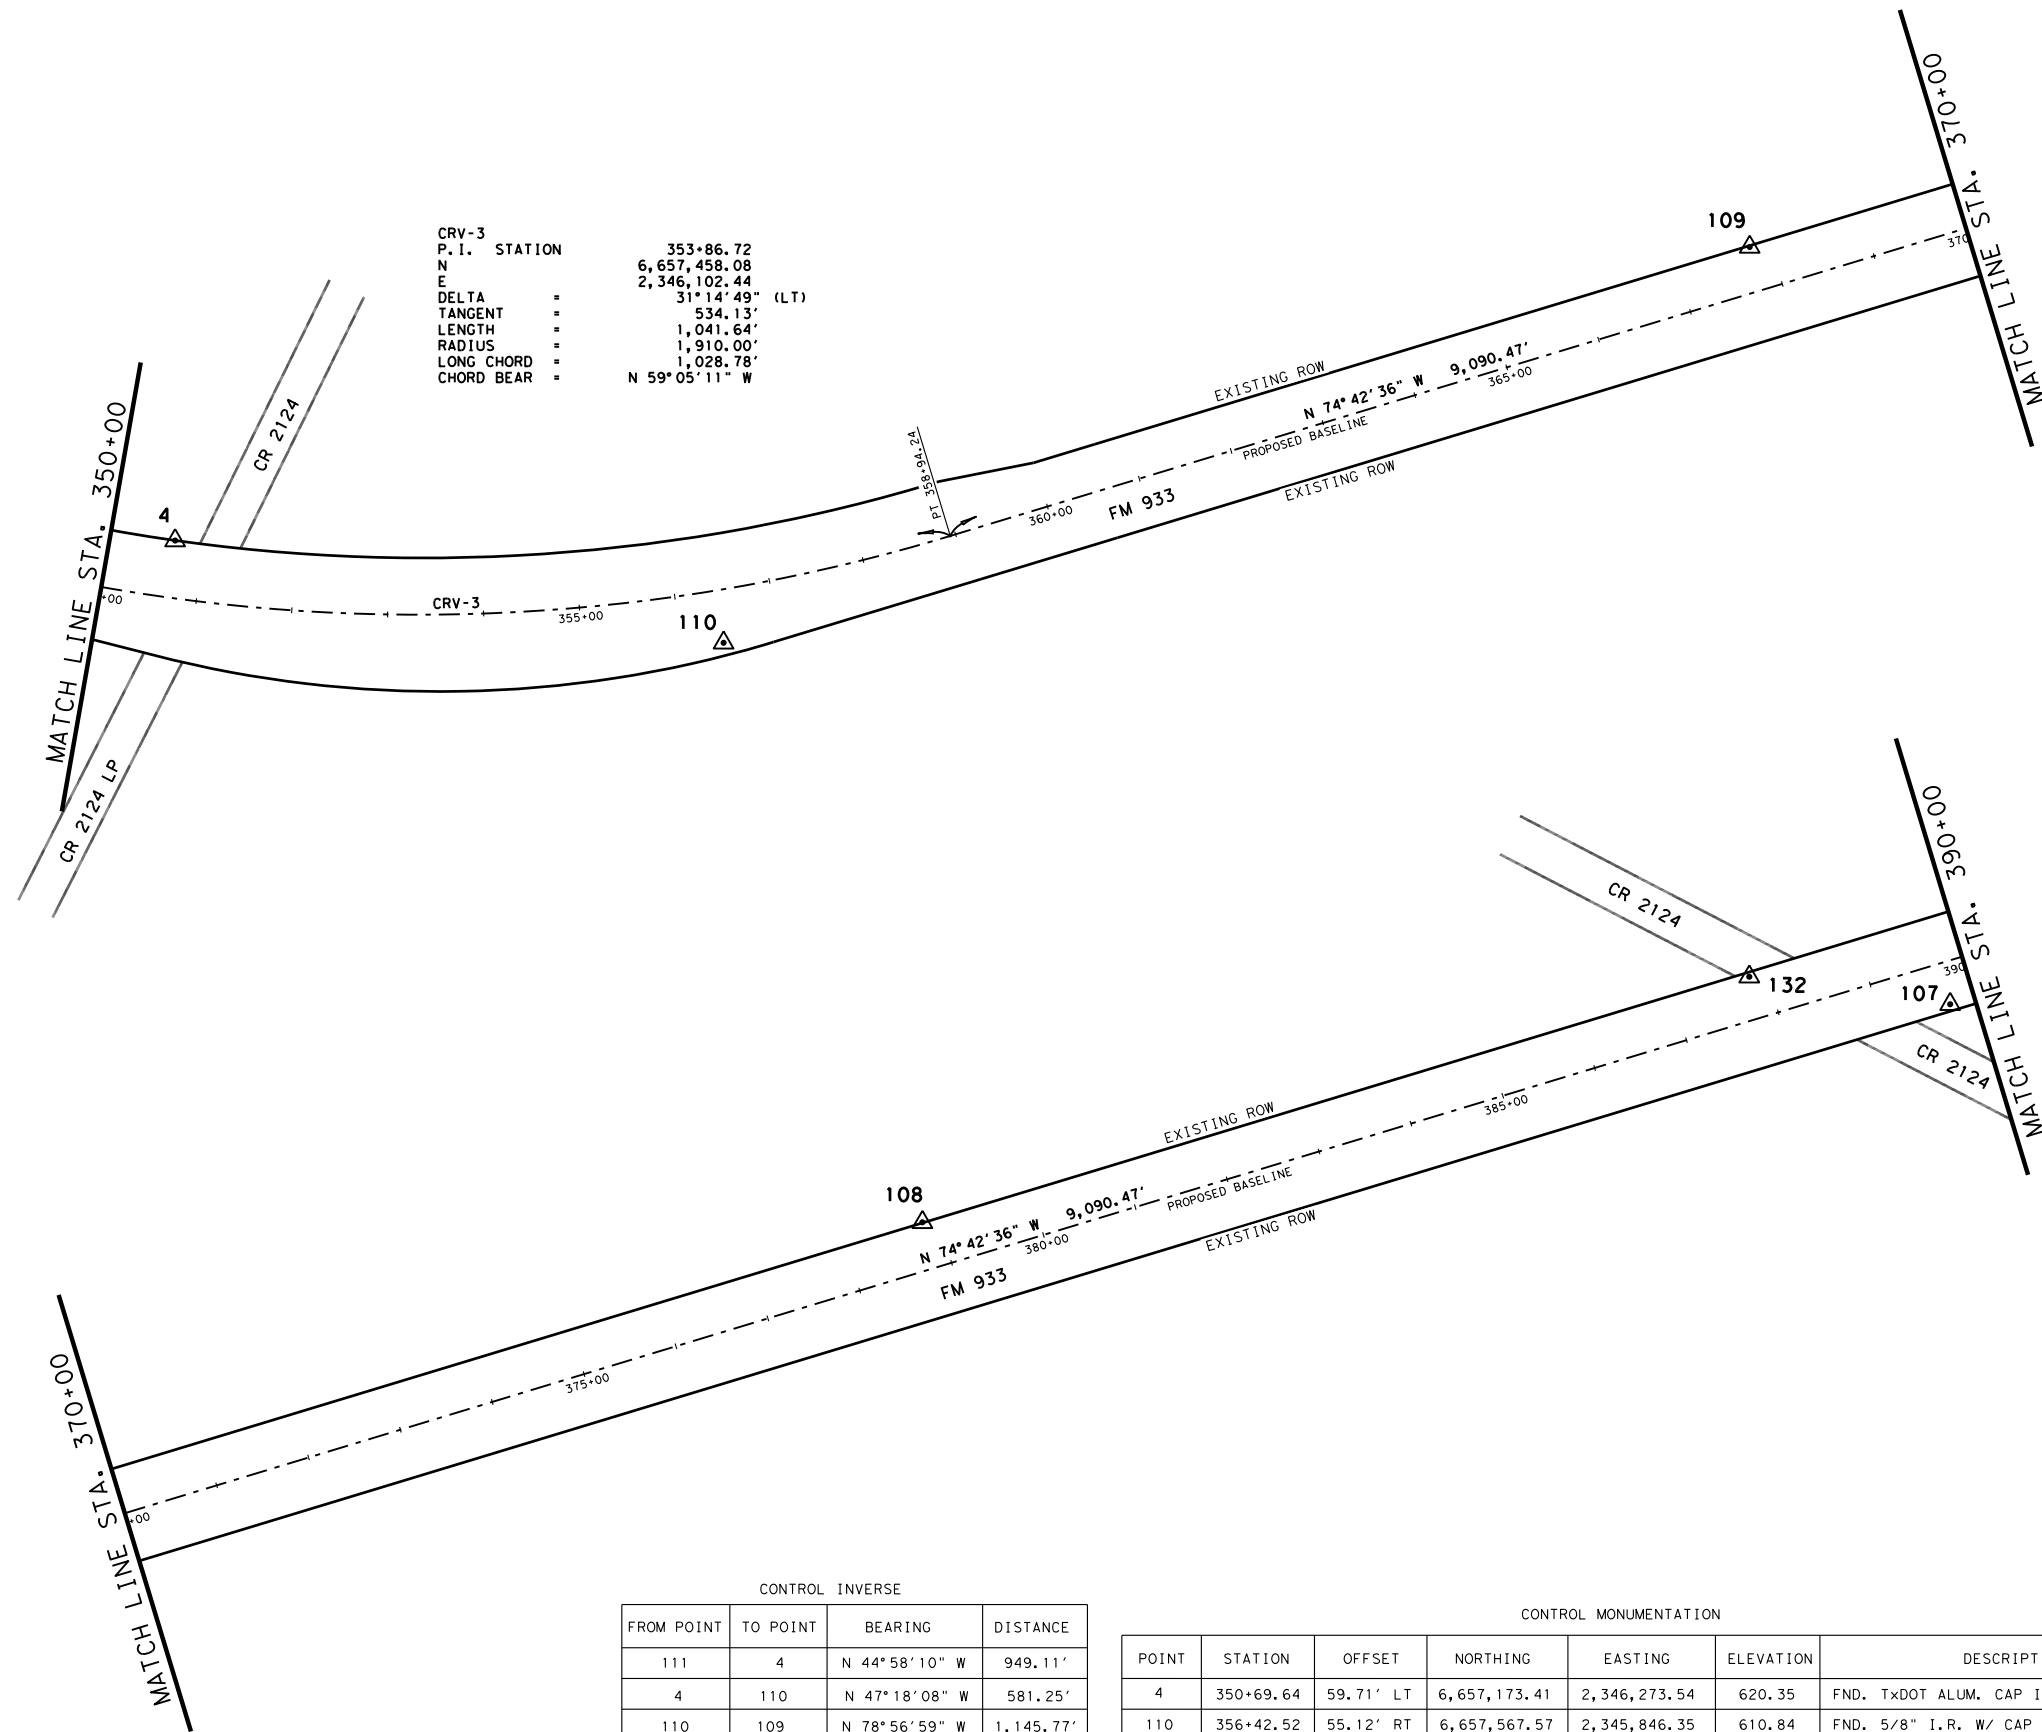 MATCH LINE STA. 370+00
109
370
CRV-3
P.I. STATION 353+86.72
N 6,657,458.08
E 2,346,102.44
DELTA = 31°14'49" (LT)
TANGENT = 534.13'
LENGTH = 1,041.64'
RADIUS = 1,910.00'
LONG CHORD = 1,028.78'
CHORD BEAR = N 59°05'11" W
EXISTING ROW
N 74°42'36" W 9,090.47'
365+00
PROPOSED BASELINE
EXISTING ROW
FM 933
360+00
PT 358+94.24
CR 2124
MATCH LINE STA. 350+00
4
+00
CRV-3
355+00
110
CR 2124 LP
MATCH LINE STA. 390+00
CR 2124
132
107
390
CR 2124
EXISTING ROW
385+00
108
N 74°42'36" W 9,090.47'
PROPOSED BASELINE
380+00
EXISTING ROW
FM 933
375+00
MATCH LINE STA. 370+00
+00
CONTROL INVERSE
FROM POINT TO POINT BEARING DISTANCE
111 4 N 44°58'10" W 949.11'
4 110 N 47°18'08" W 581.25'
110 109 N 78°56'59" W 1,145.77'
CONTROL MONUMENTATION
POINT STATION OFFSET NORTHING EASTING ELEVATION DESCRIPT
4 350+69.64 59.71' LT 6,657,173.41 2,346,273.54 620.35 FND. TxDOT ALUM. CAP I
110 356+42.52 55.12' RT 6,657,567.57 2,345,846.35 610.84 FND. 5/8" I.R. W/ CAP